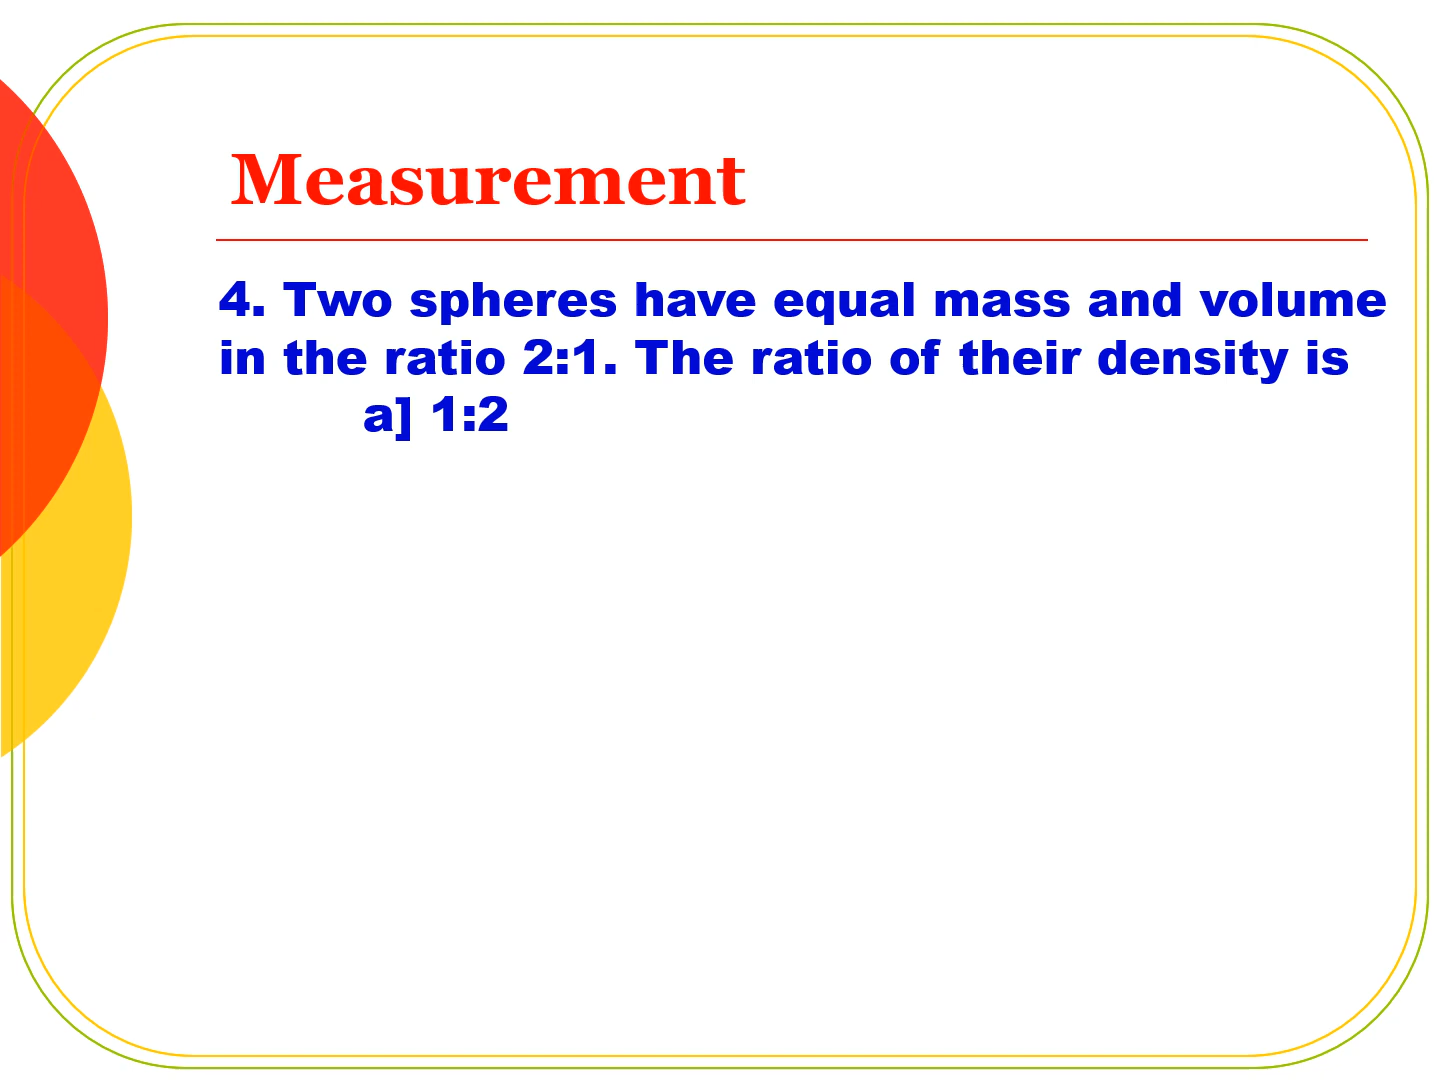 Measurement
4. Two spheres have equal mass and volume
in the ratio 2:1. The ratio of their density is
a] 1:2